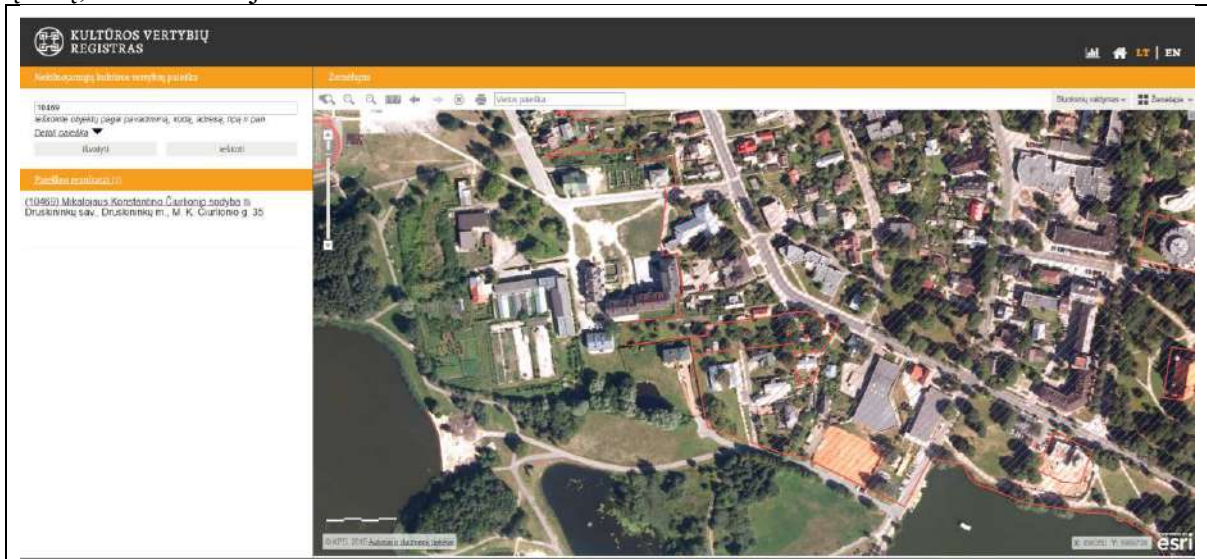 KULTŪROS VERTYBIŲ
REGISTRAS
LT | EN
Nekilnojamųjų kultūros vertybių paieška
Žemėlapis
10469
Ieškokite objektų pagal pavadinimą, kodą, adresą, tipą ir pan.
Detali paieška
Išvalyti
Ieškoti
Vietos paieška
Sluoksnių valdymas
Žemėlapis
Paieškos rezultatai (1)
(10469) Mikalojaus Konstantino Čiurlionio sodyba
Druskininkų sav., Druskininkų m., M. K. Čiurlionio g. 35
esri